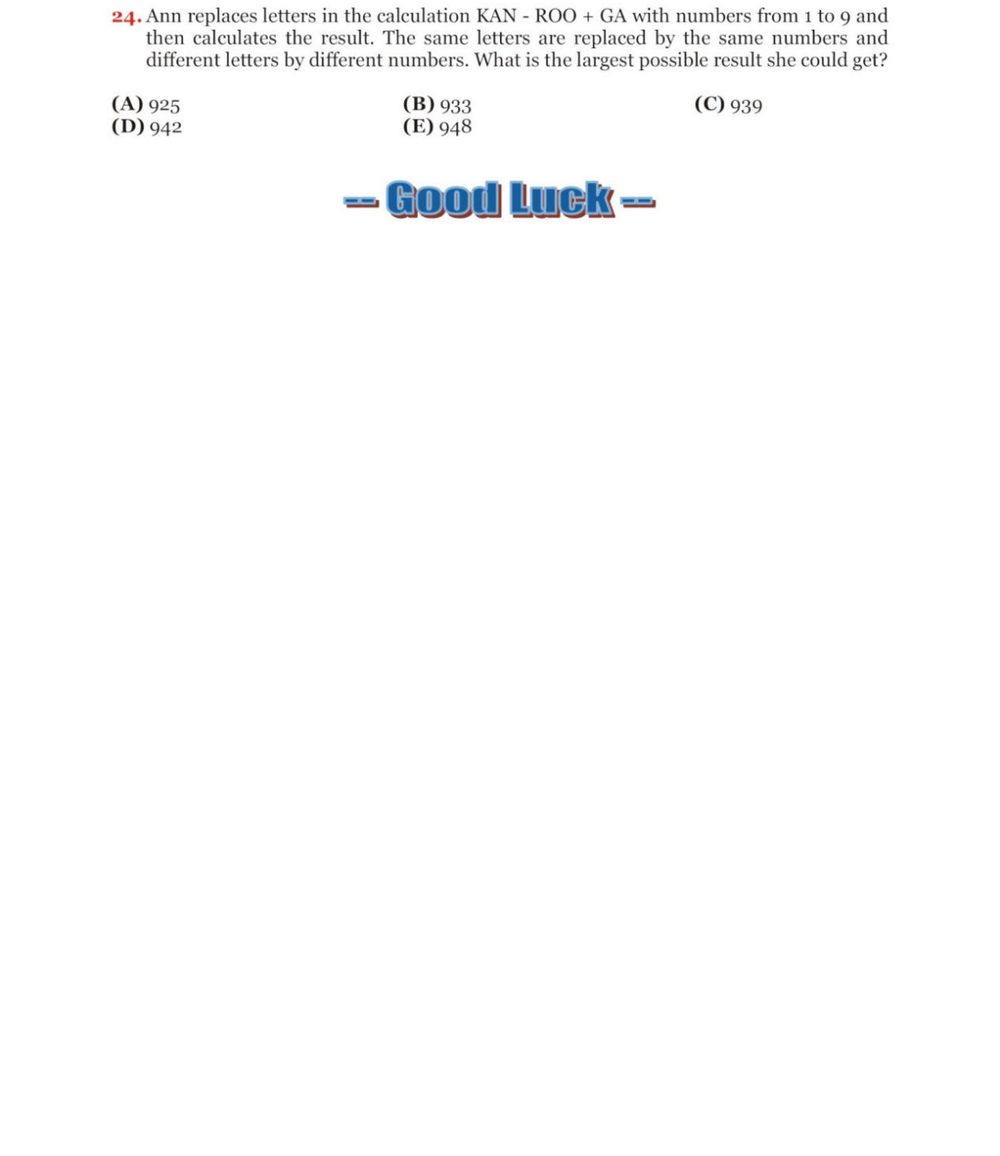 24. Ann replaces letters in the calculation KAN - ROO + GA with numbers from 1 to 9 and
then calculates the result. The same letters are replaced by the same numbers and
different letters by different numbers. What is the largest possible result she could get?
(A) 925 (B) 933 (C) 939
(D) 942 (E) 948
-- Good Luck --